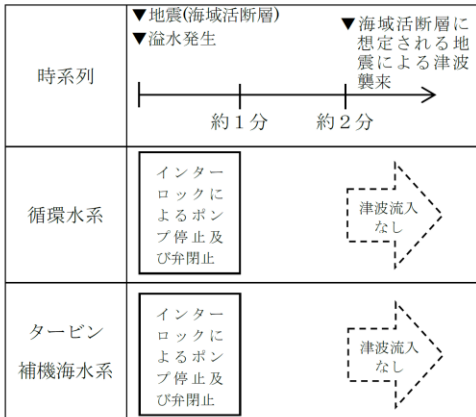 時系列
▼地震(海域活断層)
▼溢水発生
▼海域活断層に
想定される地
震による津波
襲来
約1分
約2分
循環水系
インター
ロックに
よるポン
プ停止及
び弁閉止
津波流入
なし
タービン
補機海水系
インター
ロックに
よるポン
プ停止及
び弁閉止
津波流入
なし